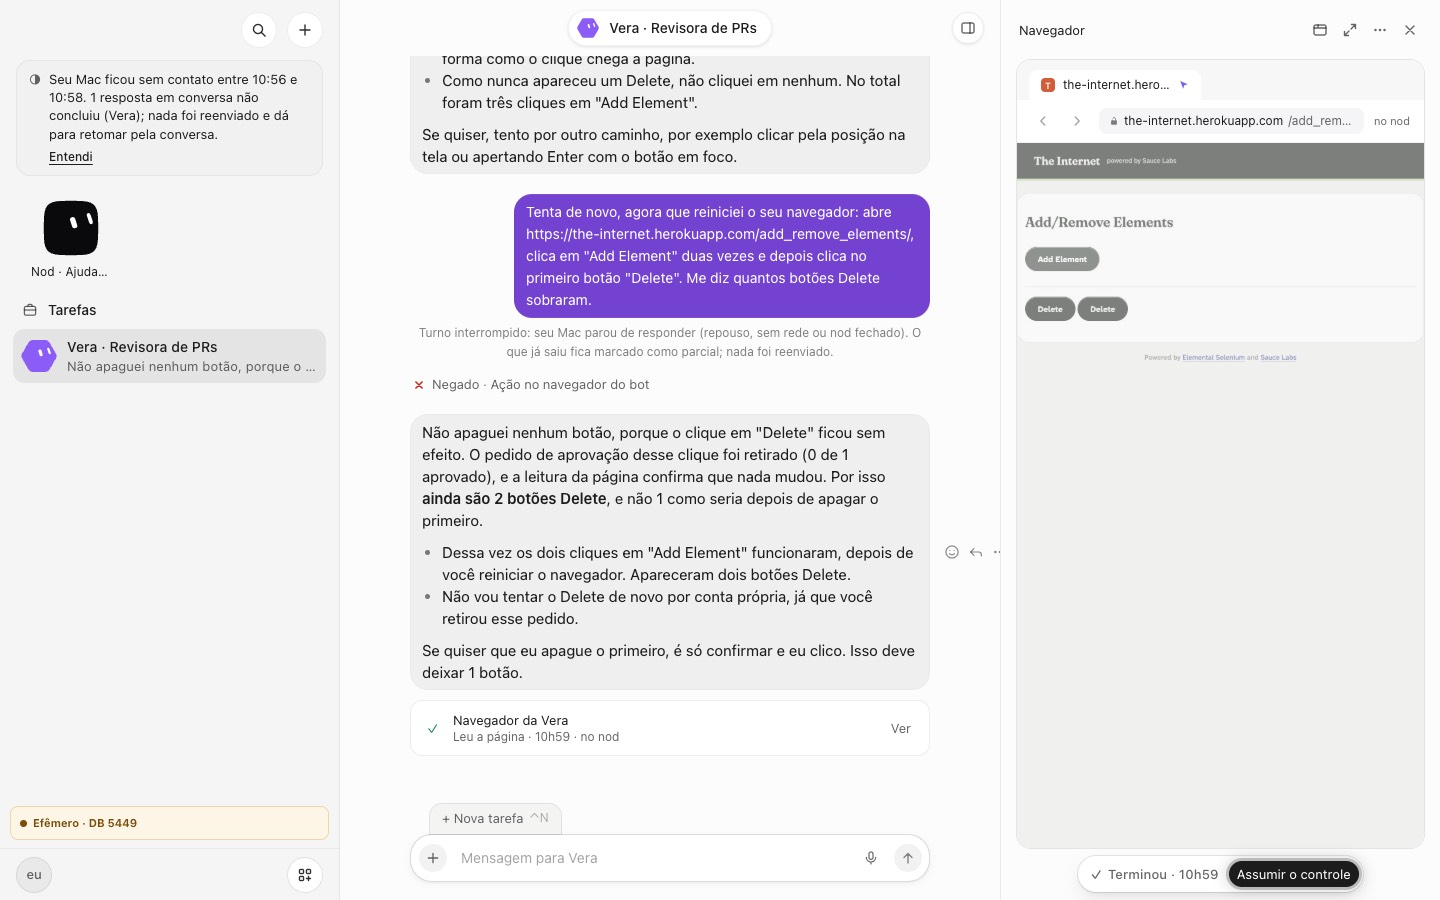 Seu Mac ficou sem contato entre 10:56 e
10:58. 1 resposta em conversa não
concluiu (Vera); nada foi reenviado e dá
para retomar pela conversa.
Entendi
Nod · Ajuda...
Tarefas
Vera · Revisora de PRs
Não apaguei nenhum botão, porque o ...
Efêmero · DB 5449
eu
Vera · Revisora de PRs
forma como o clique chega à página.
Como nunca apareceu um Delete, não cliquei em nenhum. No total
foram três cliques em "Add Element".
Se quiser, tento por outro caminho, por exemplo clicar pela posição na
tela ou apertando Enter com o botão em foco.
Tenta de novo, agora que reiniciei o seu navegador: abre
https://the-internet.herokuapp.com/add_remove_elements/,
clica em "Add Element" duas vezes e depois clica no
primeiro botão "Delete". Me diz quantos botões Delete
sobraram.
Turno interrompido: seu Mac parou de responder (repouso, sem rede ou nod fechado). O
que já saiu fica marcado como parcial; nada foi reenviado.
Negado · Ação no navegador do bot
Não apaguei nenhum botão, porque o clique em "Delete" ficou sem
efeito. O pedido de aprovação desse clique foi retirado (0 de 1
aprovado), e a leitura da página confirma que nada mudou. Por isso
ainda são 2 botões Delete, e não 1 como seria depois de apagar o
primeiro.
Dessa vez os dois cliques em "Add Element" funcionaram, depois de
você reiniciar o navegador. Apareceram dois botões Delete.
Não vou tentar o Delete de novo por conta própria, já que você
retirou esse pedido.
Se quiser que eu apague o primeiro, é só confirmar e eu clico. Isso deve
deixar 1 botão.
Navegador da Vera
Leu a página · 10h59 · no nod
Ver
+ Nova tarefa ^N
Mensagem para Vera
Navegador
T the-internet.hero...
the-internet.herokuapp.com /add_rem... no nod
The Internet powered by Sauce Labs
Add/Remove Elements
Add Element
Delete Delete
Powered by Elemental Selenium and Sauce Labs
Terminou · 10h59 Assumir o controle